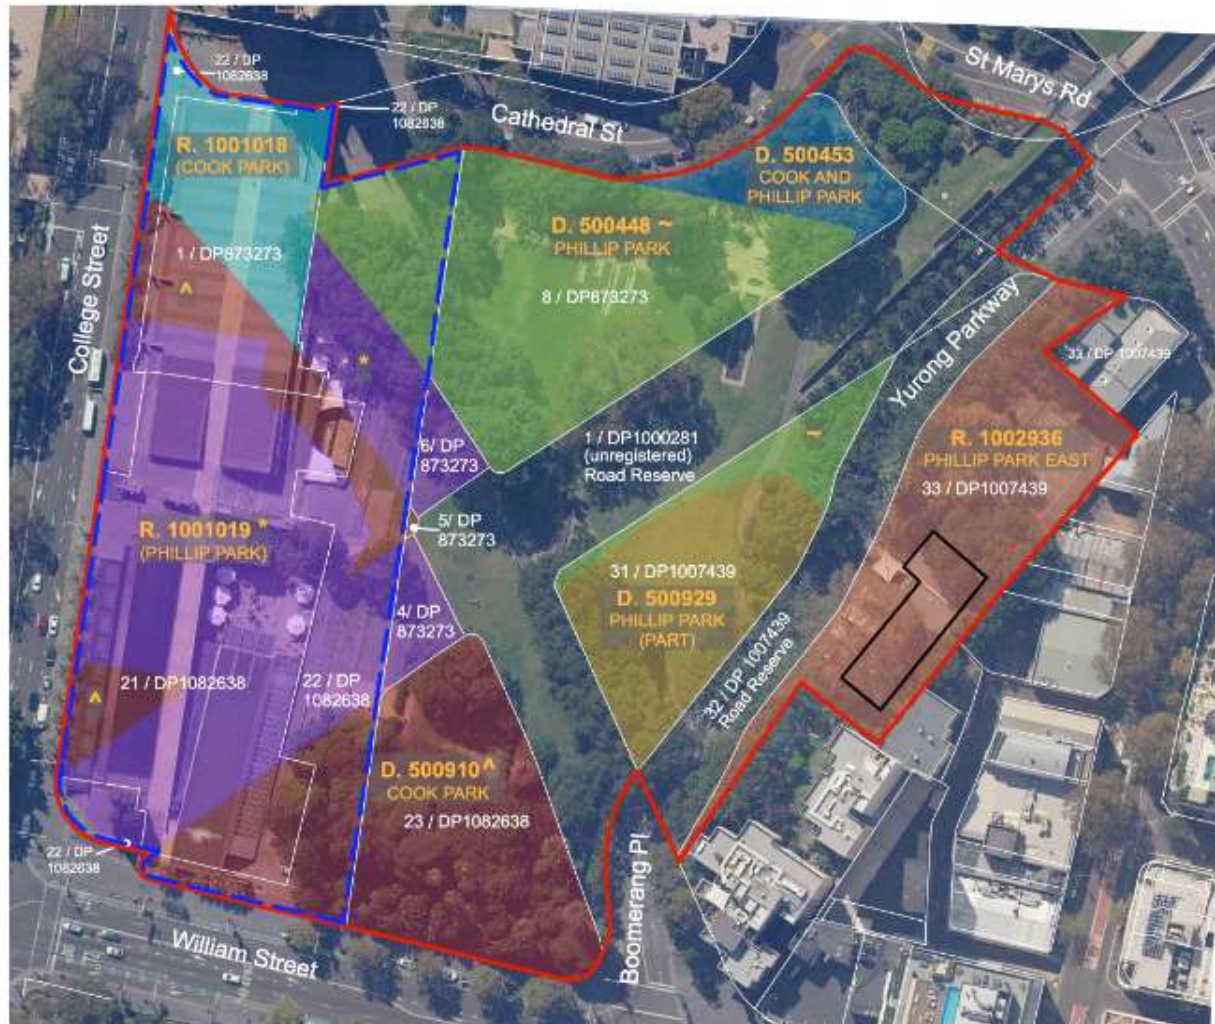 22 / DP
1082638
22 / DP
1082638
St Marys Rd
Cathedral St
R. 1001018
(COOK PARK)
D. 500453
COOK AND
PHILLIP PARK
D. 500448 ~
PHILLIP PARK
1 / DP873273
8 / DP873273
College Street
^
*
Yurong Parkway
33 / DP 1007439
~
6/ DP
873273
1 / DP1000281
(unregistered)
Road Reserve
R. 1002936
PHILLIP PARK EAST
33 / DP1007439
R. 1001019 *
(PHILLIP PARK)
5/ DP
873273
31 / DP1007439
D. 500929
PHILLIP PARK
(PART)
4/ DP
873273
32 / DP 1007439
Road Reserve
21 / DP1082638
^
22 / DP
1082638
D. 500910 ^
COOK PARK
23 / DP1082638
22 / DP
1082638
William Street
Boomerang Pl